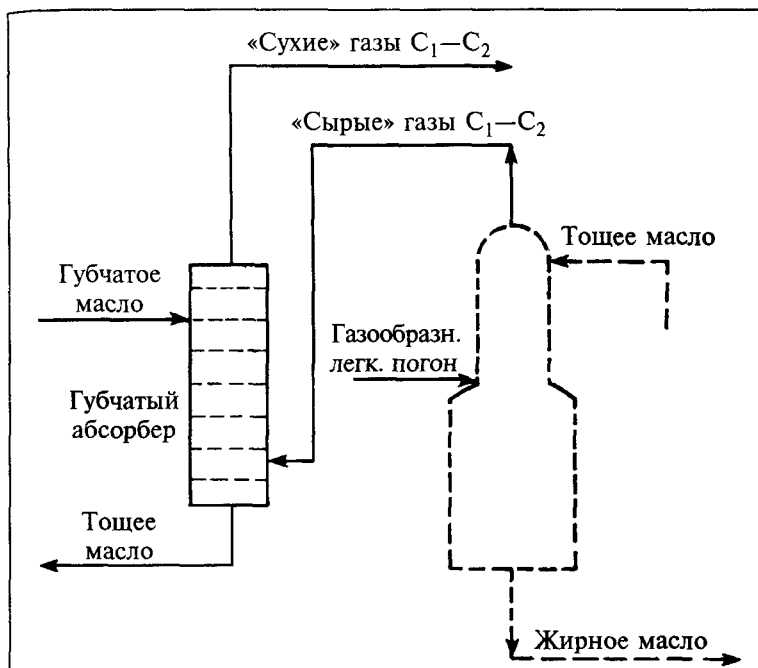 «Сухие» газы C₁—C₂
«Сырые» газы C₁—C₂
Тощее масло
Губчатое
масло
Газообразн.
легк. погон
Губчатый
абсорбер
Тощее
масло
Жирное масло